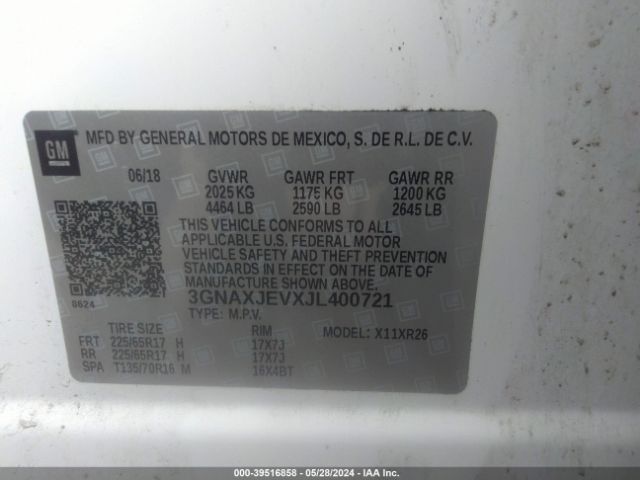 GM MFD BY GENERAL MOTORS DE MEXICO, S. DE R.L. DE C.V.
06/18 GVWR GAWR FRT GAWR RR
2025 KG 1175 KG 1200 KG
4464 LB 2590 LB 2645 LB
THIS VEHICLE CONFORMS TO ALL
APPLICABLE U.S. FEDERAL MOTOR
VEHICLE SAFETY AND THEFT PREVENTION
STANDARDS IN EFFECT ON THE DATE OF
MANUFACTURE SHOWN ABOVE.
8624 3GNAXJEVXJL400721
TYPE: M.P.V.
TIRE SIZE RIM MODEL: X11XR26
FRT 225/65R17 H 17X7J
RR 225/65R17 H 17X7J
SPA T135/70R16 M 16X4BT
000-39516858 - 05/28/2024 - IAA Inc.